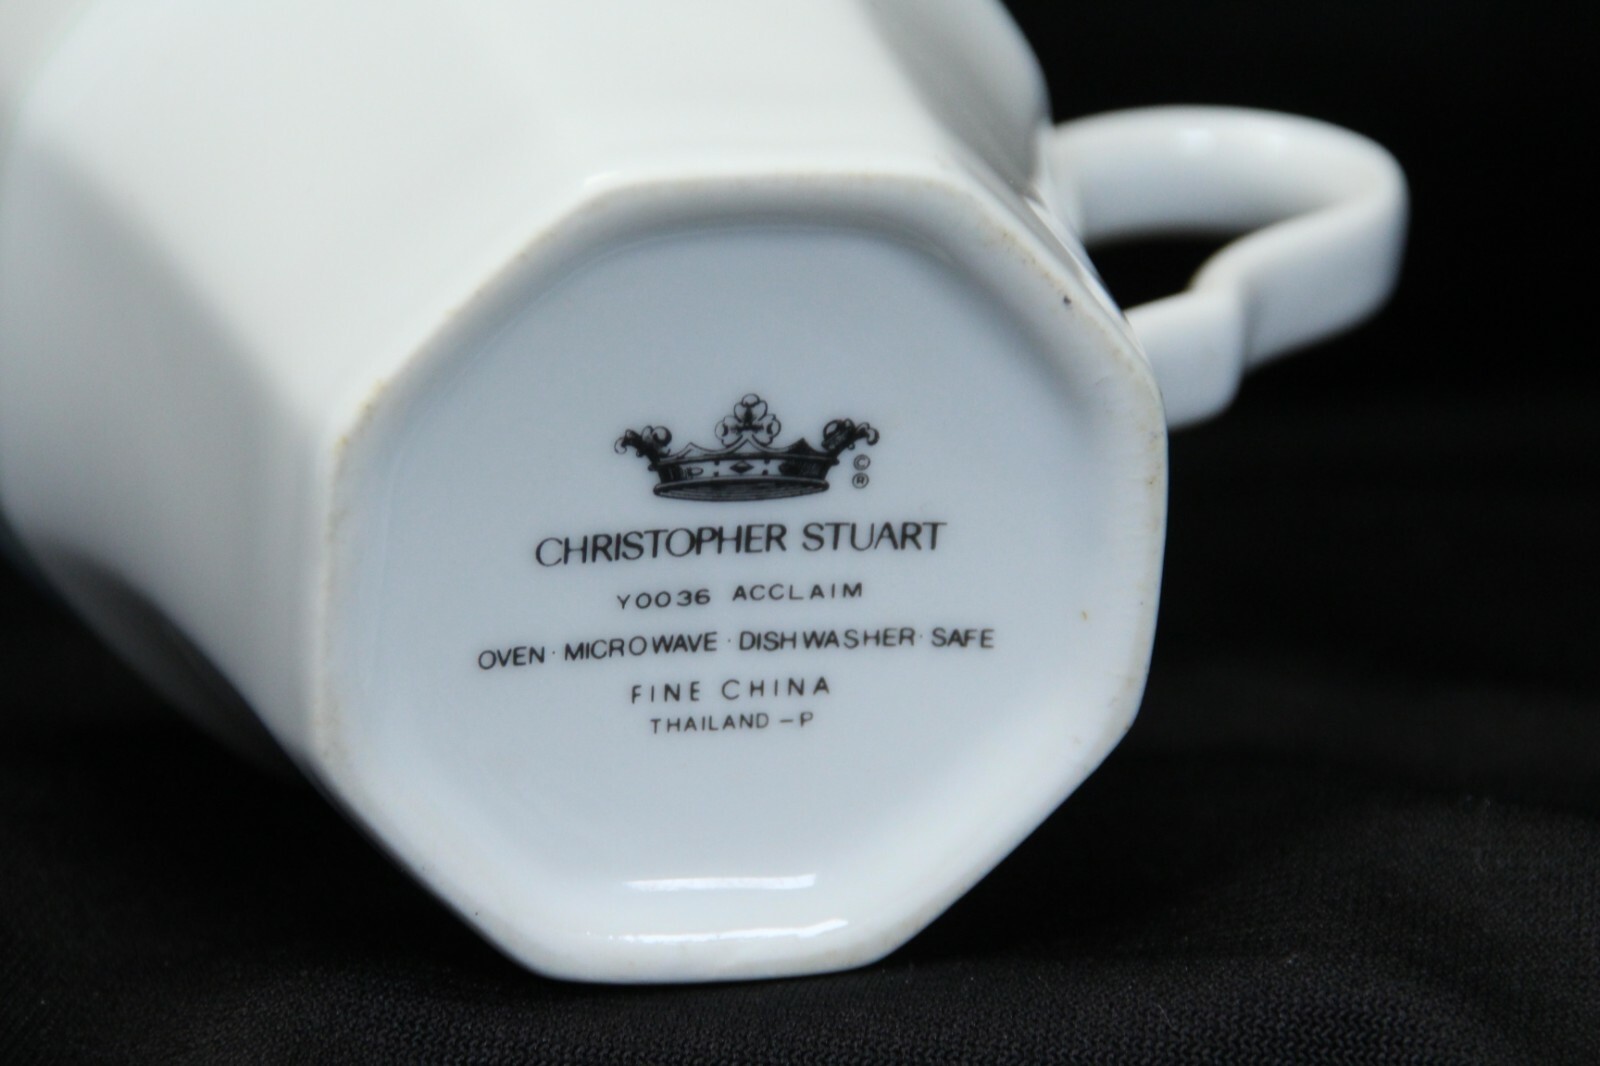 ©
®
CHRISTOPHER STUART
Y0036 ACCLAIM
OVEN · MICROWAVE · DISHWASHER · SAFE
FINE CHINA
THAILAND – P